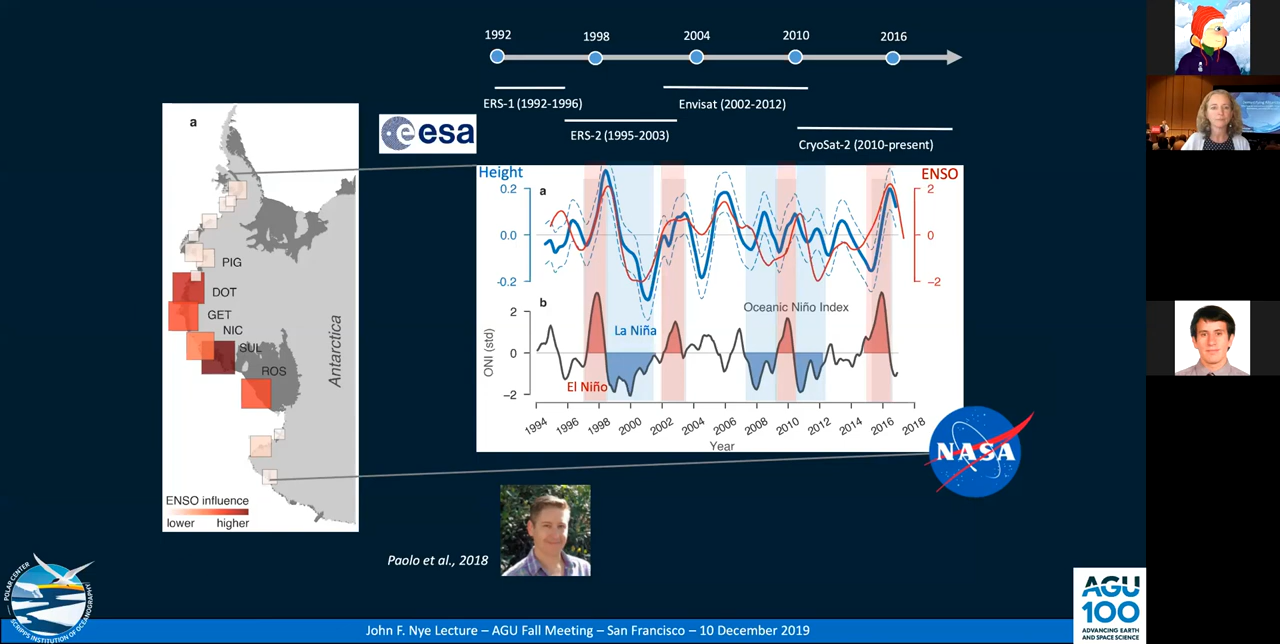 1992
1998
2004
2010
2016
ERS-1 (1992-1996)
Envisat (2002-2012)
ERS-2 (1995-2003)
CryoSat-2 (2010-present)
esa
a
PIG
DOT
GET
NIC
SUL
ROS
Antarctica
ENSO influence
lower higher
Height
ENSO
a
0.2
0.0
-0.2
2
0
−2
b
Oceanic Niño Index
La Niña
El Niño
ONI (std)
2
0
−2
1994 1996 1998 2000 2002 2004 2006 2008 2010 2012 2014 2016 2018
Year
NASA
Paolo et al., 2018
POLAR CENTER
SCRIPPS INSTITUTION OF OCEANOGRAPHY
John F. Nye Lecture – AGU Fall Meeting – San Francisco – 10 December 2019
AGU
100
ADVANCING EARTH
AND SPACE SCIENCE